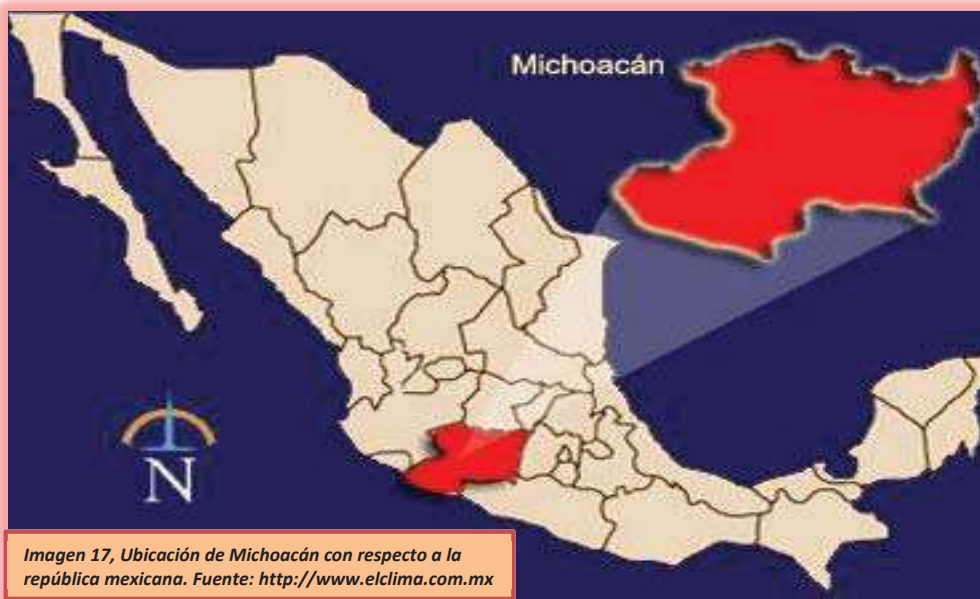 Michoacán
N
Imagen 17, Ubicación de Michoacán con respecto a la
república mexicana. Fuente: http://www.elclima.com.mx